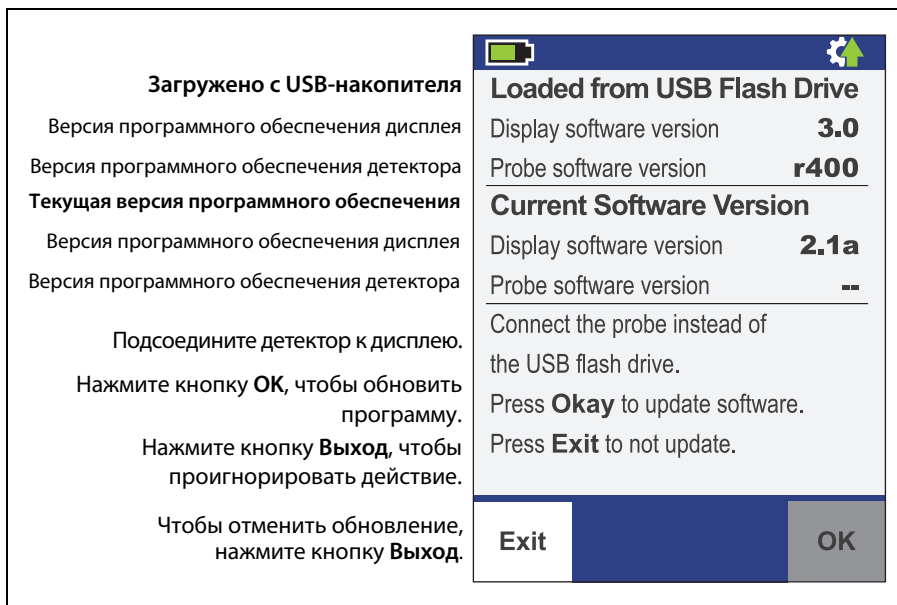 Загружено с USB-накопителя
Версия программного обеспечения дисплея
Версия программного обеспечения детектора
Текущая версия программного обеспечения
Версия программного обеспечения дисплея
Версия программного обеспечения детектора
Подсоедините детектор к дисплею.
Нажмите кнопку OK, чтобы обновить
программу.
Нажмите кнопку Выход, чтобы
проигнорировать действие.
Чтобы отменить обновление,
нажмите кнопку Выход.
Loaded from USB Flash Drive
Display software version 3.0
Probe software version r400
Current Software Version
Display software version 2.1a
Probe software version --
Connect the probe instead of
the USB flash drive.
Press Okay to update software.
Press Exit to not update.
Exit OK